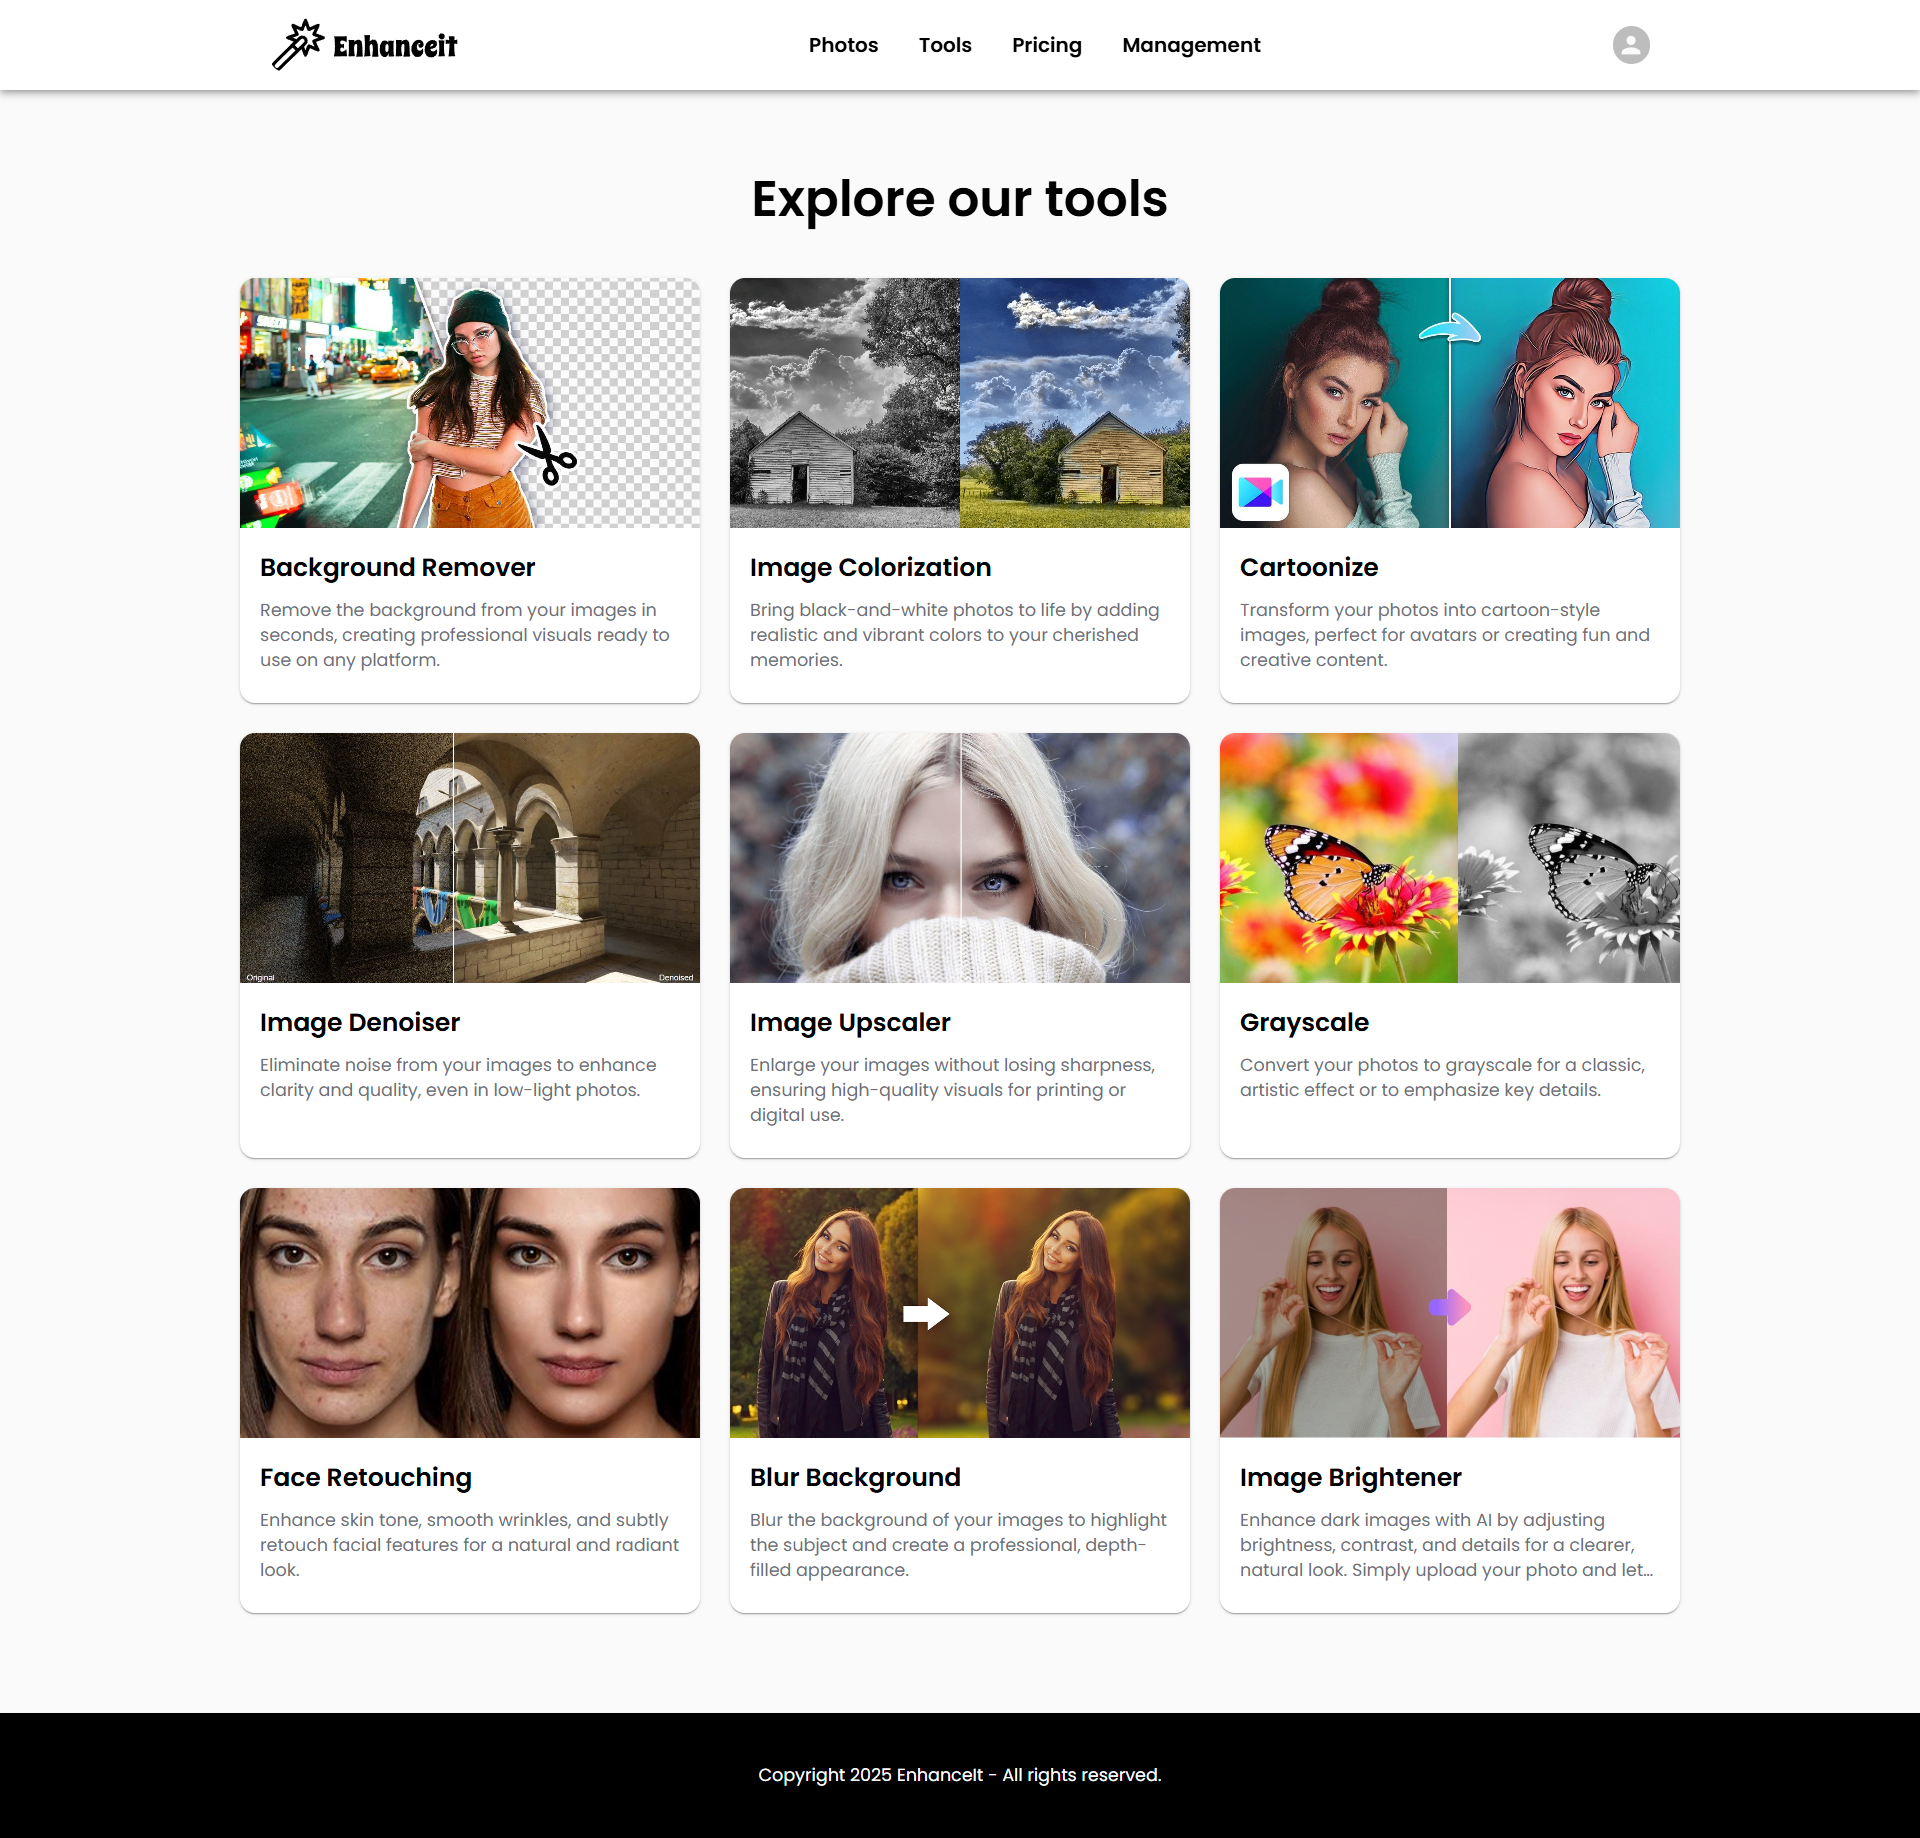 Enhanceit
Photos Tools Pricing Management
Explore our tools
Background Remover
Remove the background from your images in
seconds, creating professional visuals ready to
use on any platform.
Image Colorization
Bring black-and-white photos to life by adding
realistic and vibrant colors to your cherished
memories.
Cartoonize
Transform your photos into cartoon-style
images, perfect for avatars or creating fun and
creative content.
Original
Denoised
Image Denoiser
Eliminate noise from your images to enhance
clarity and quality, even in low-light photos.
Image Upscaler
Enlarge your images without losing sharpness,
ensuring high-quality visuals for printing or
digital use.
Grayscale
Convert your photos to grayscale for a classic,
artistic effect or to emphasize key details.
Face Retouching
Enhance skin tone, smooth wrinkles, and subtly
retouch facial features for a natural and radiant
look.
Blur Background
Blur the background of your images to highlight
the subject and create a professional, depth-
filled appearance.
Image Brightener
Enhance dark images with AI by adjusting
brightness, contrast, and details for a clearer,
natural look. Simply upload your photo and let...
Copyright 2025 EnhanceIt - All rights reserved.